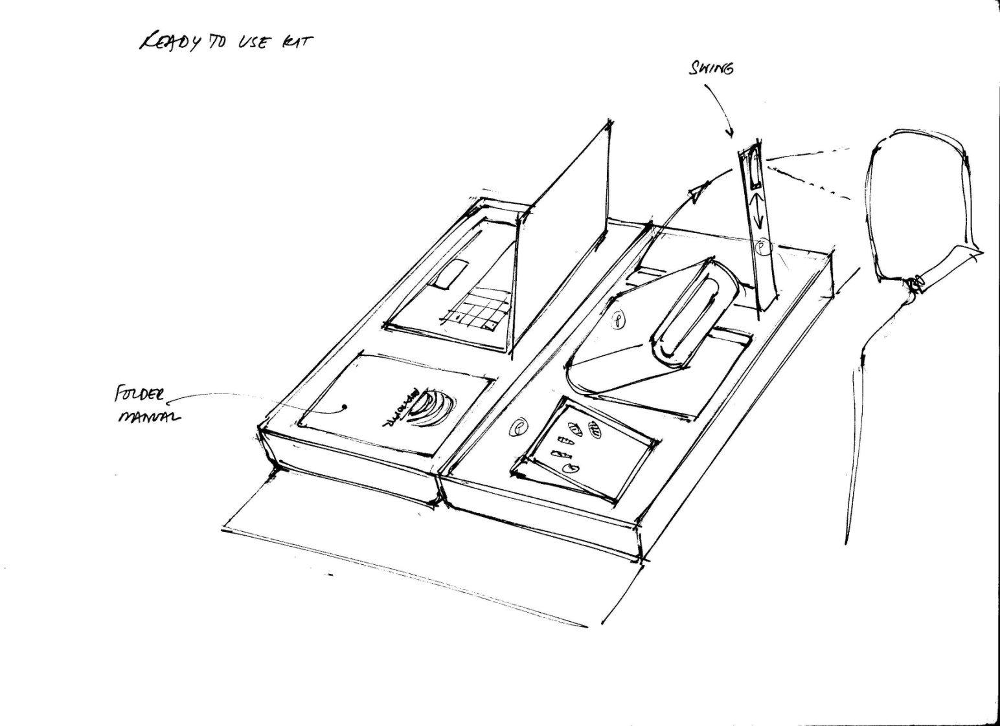 READY TO USE KIT
SWING
FOLDER
MANUAL
P
P
P